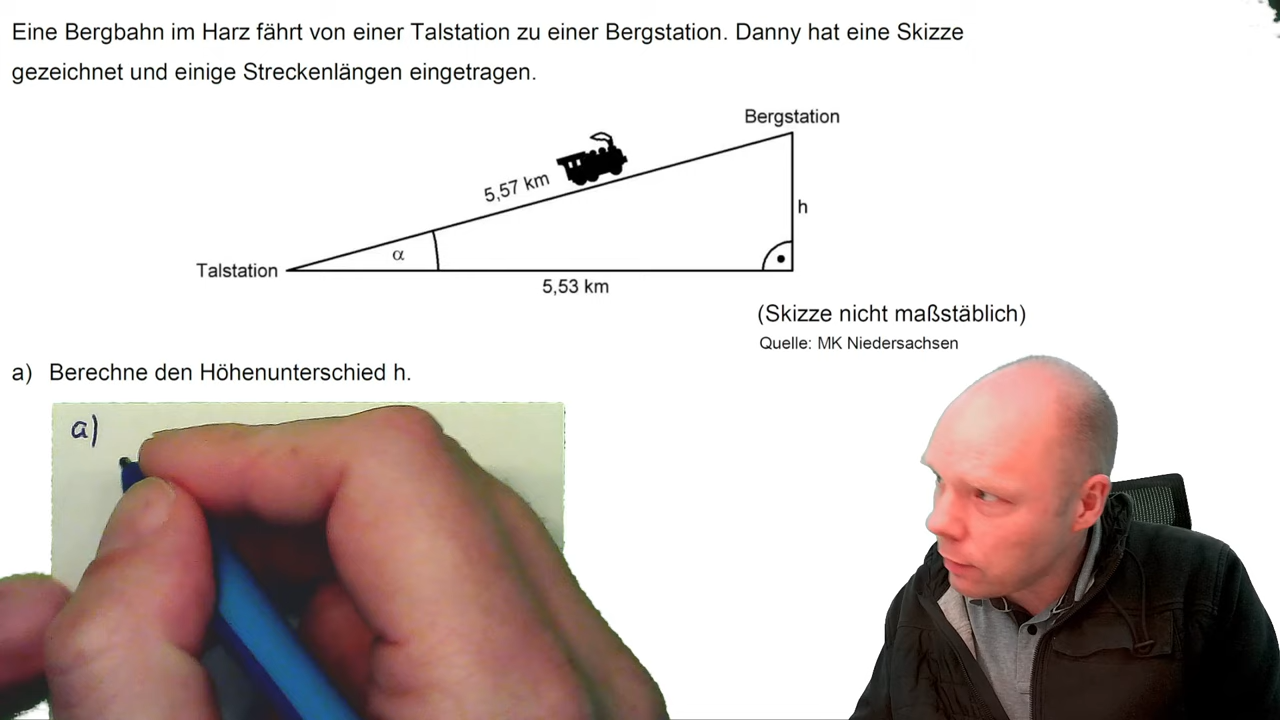 Eine Bergbahn im Harz fährt von einer Talstation zu einer Bergstation. Danny hat eine Skizze
gezeichnet und einige Streckenlängen eingetragen.
Bergstation
5,57 km
h
α
Talstation
5,53 km
(Skizze nicht maßstäblich)
Quelle: MK Niedersachsen
a) Berechne den Höhenunterschied h.
a)